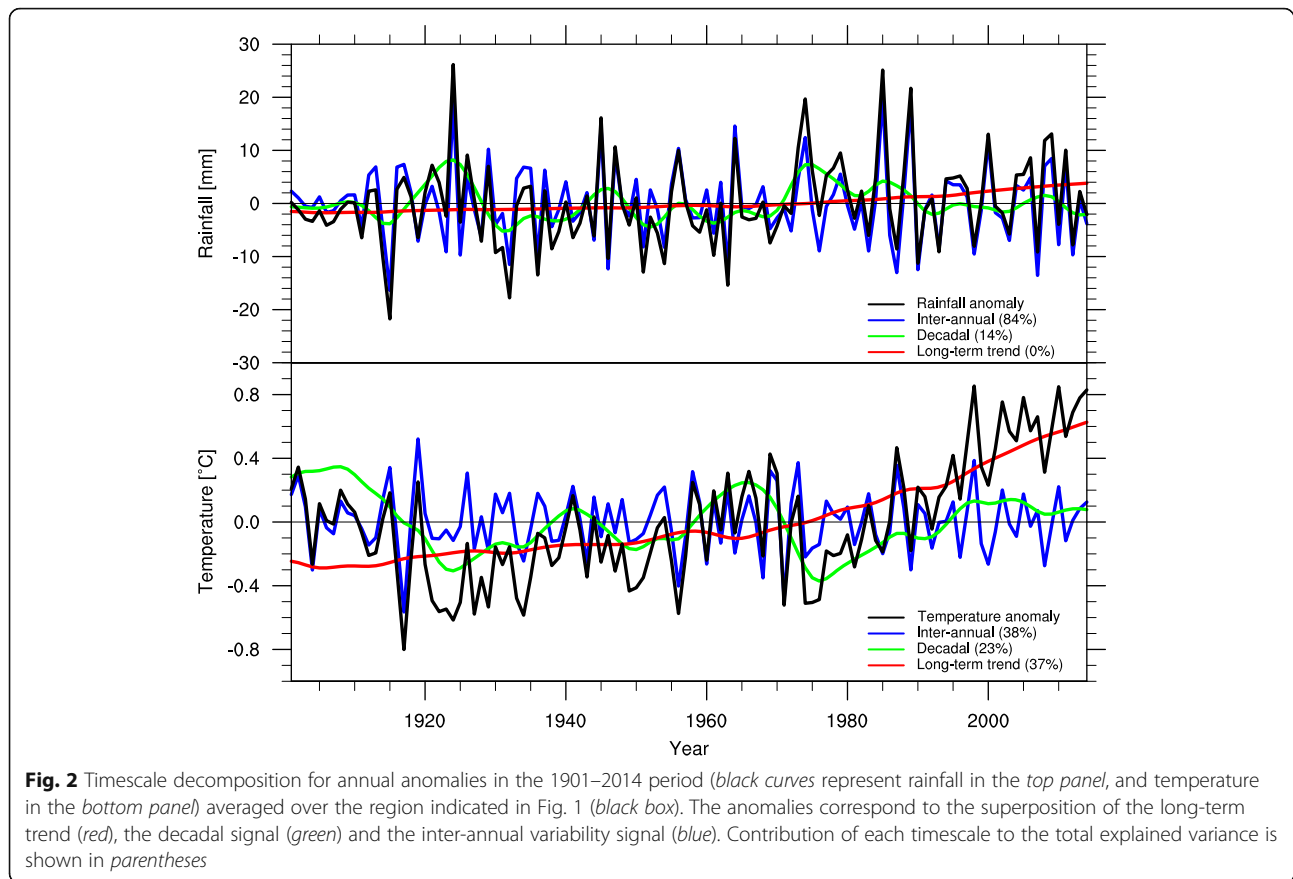 30
20
10
0
-10
-20
-30
Rainfall [mm]
Rainfall anomaly
Inter-annual (84%)
Decadal (14%)
Long-term trend (0%)
0.8
0.4
0.0
-0.4
-0.8
Temperature [°C]
Temperature anomaly
Inter-annual (38%)
Decadal (23%)
Long-term trend (37%)
1920
1940
1960
1980
2000
Year
Fig. 2 Timescale decomposition for annual anomalies in the 1901–2014 period (black curves represent rainfall in the top panel, and temperature
in the bottom panel) averaged over the region indicated in Fig. 1 (black box). The anomalies correspond to the superposition of the long-term
trend (red), the decadal signal (green) and the inter-annual variability signal (blue). Contribution of each timescale to the total explained variance is
shown in parentheses